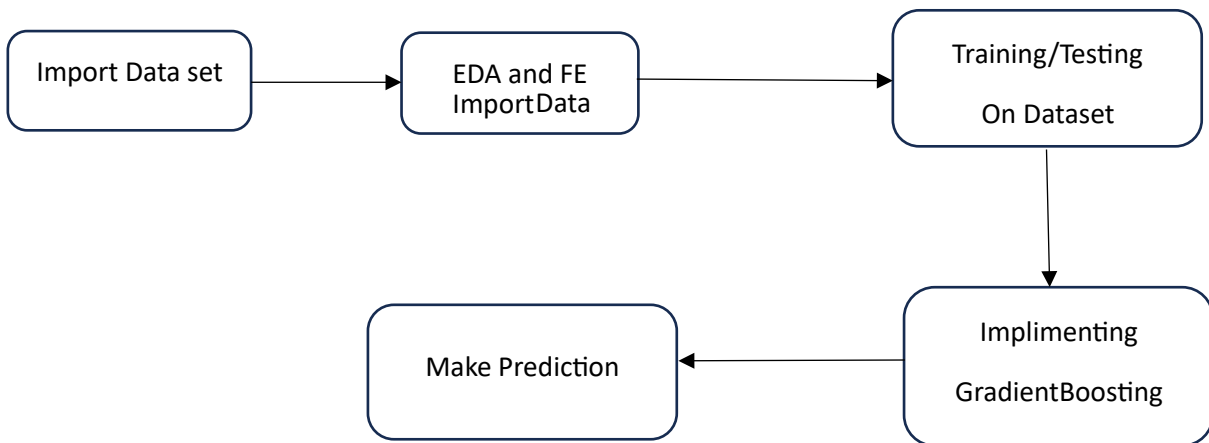 Import Data set
EDA and FE
ImportData
Training/Testing
On Dataset
Implimenting
GradientBoosting
Make Prediction